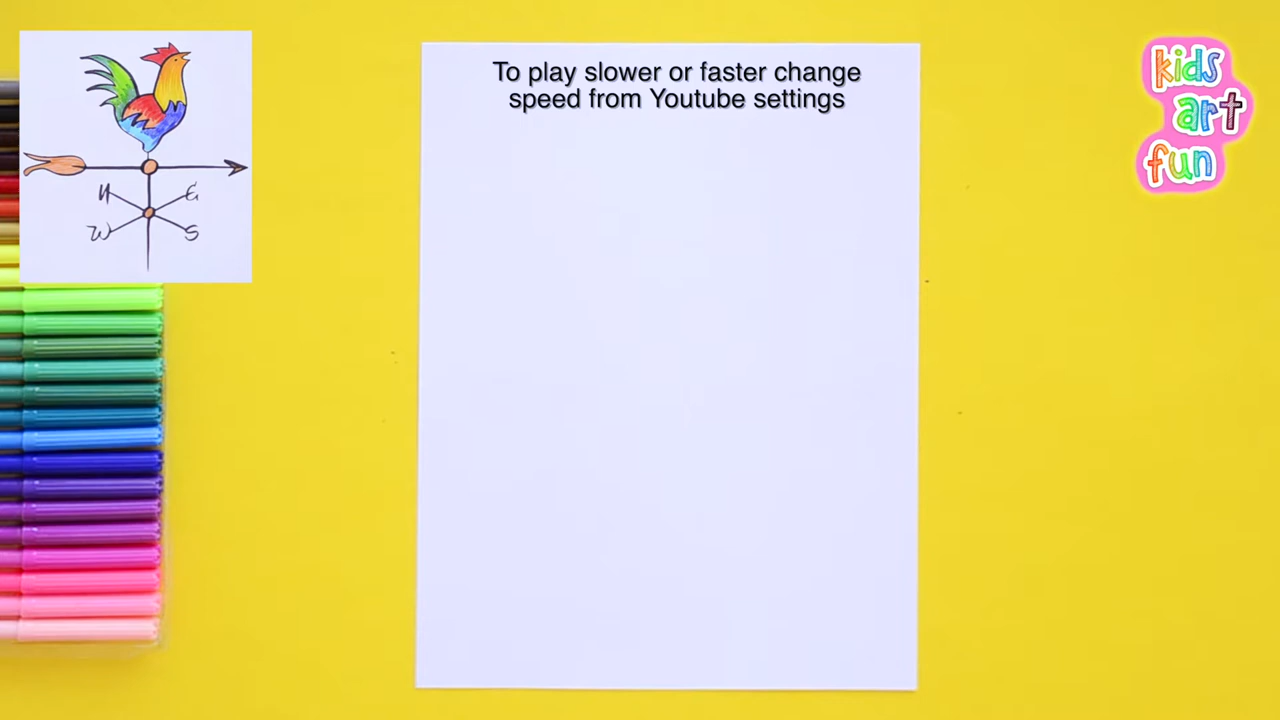 To play slower or faster change
speed from Youtube settings
kids
art
fun
N
E
W
S